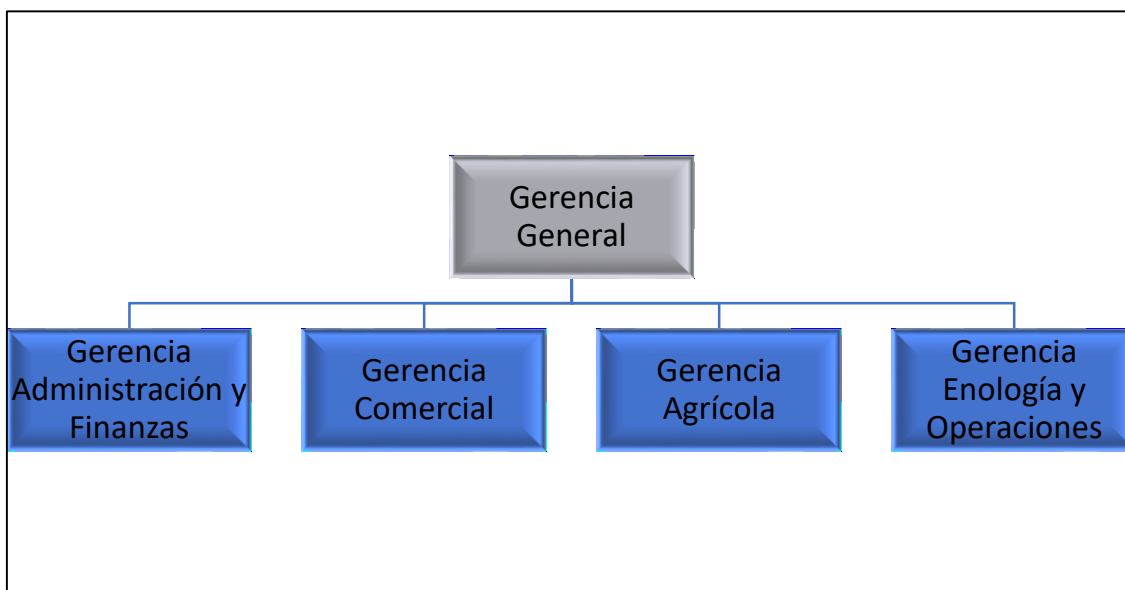 Gerencia
General
Gerencia
Administración y
Finanzas
Gerencia
Comercial
Gerencia
Agrícola
Gerencia
Enología y
Operaciones